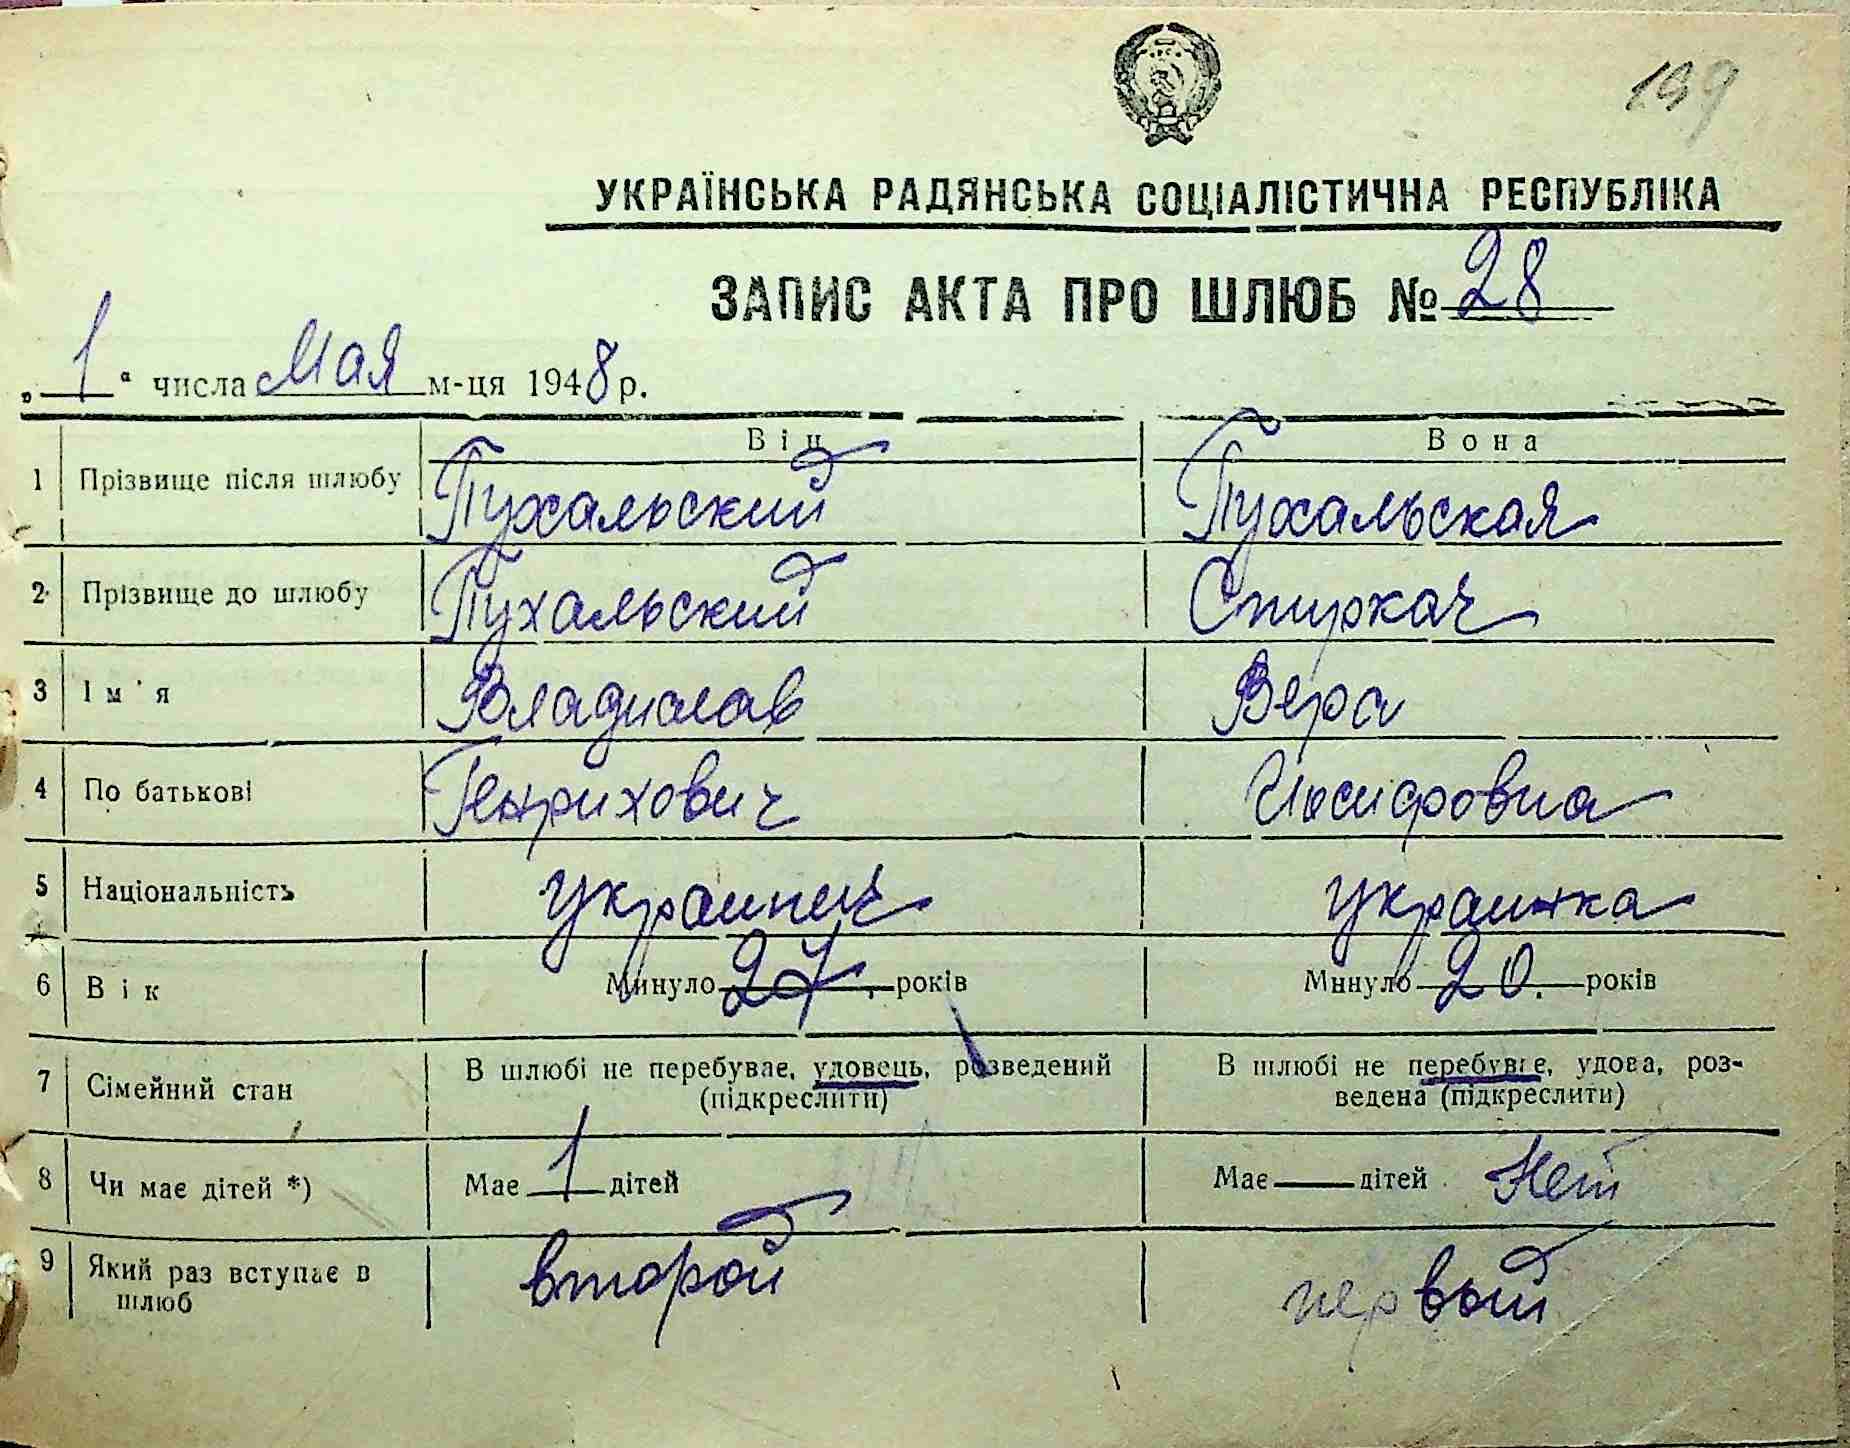 199
УКРАЇНСЬКА РАДЯНСЬКА СОЦІАЛІСТИЧНА РЕСПУБЛІКА
ЗАПИС АКТА ПРО ШЛЮБ № 28
„ 1 “ числа Мая м-ця 1948 р.
Він Вона
1 Прізвище після шлюбу Пухальский Пухальская
2 Прізвище до шлюбу Пухальский Спиркач
3 Ім'я Владислав Вера
4 По батькові Генрихович Иосифовна
5 Національність украинец украинка
6 Вік Минуло 27. років Минуло 20. років
7 Сімейний стан В шлюбі не перебуває, удовець, розведений (підкреслити) В шлюбі не перебуває, удова, роз-
ведена (підкреслити)
8 Чи має дітей *) Має 1 дітей Має — дітей Нет
9 Який раз вступає в шлюб второй первый